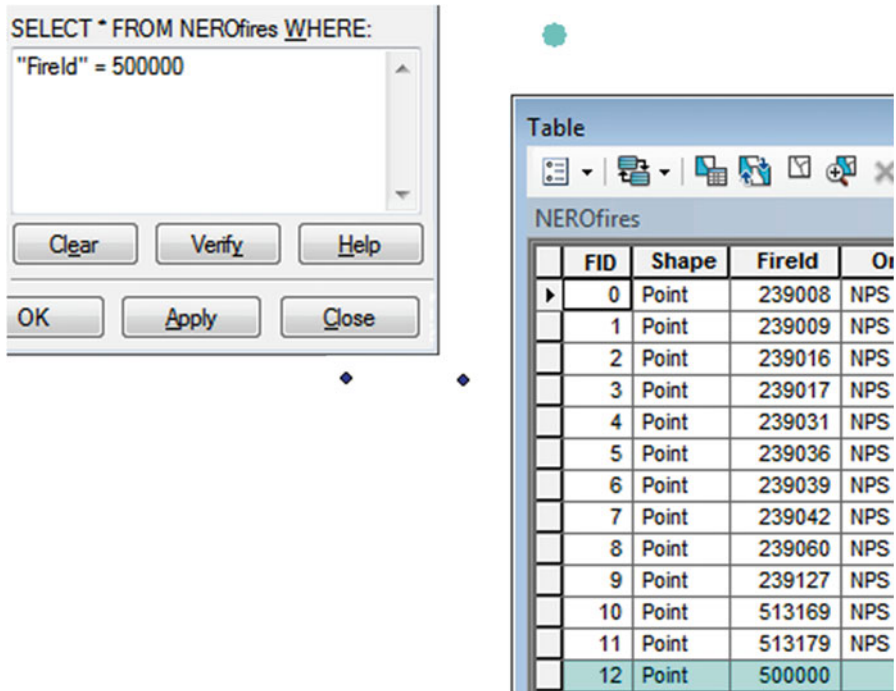 SELECT * FROM NEROfires WHERE:
"FireId" = 500000
Clear Verify Help
OK Apply Close
Table
NEROfires
FID Shape FireId
0 Point 239008 NPS
1 Point 239009 NPS
2 Point 239016 NPS
3 Point 239017 NPS
4 Point 239031 NPS
5 Point 239036 NPS
6 Point 239039 NPS
7 Point 239042 NPS
8 Point 239060 NPS
9 Point 239127 NPS
10 Point 513169 NPS
11 Point 513179 NPS
12 Point 500000